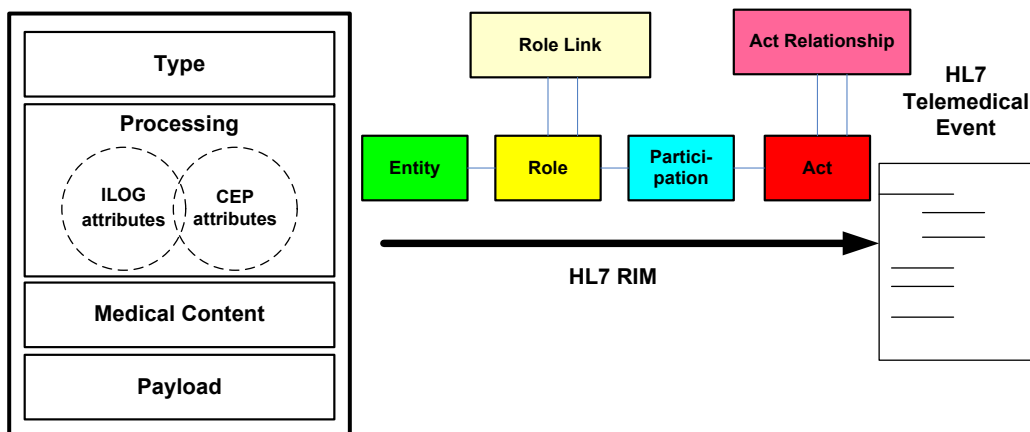 Type
Processing
ILOG
attributes
CEP
attributes
Medical Content
Payload
Role Link
Act Relationship
Entity
Role
Partici-
pation
Act
HL7 RIM
HL7
Telemedical
Event